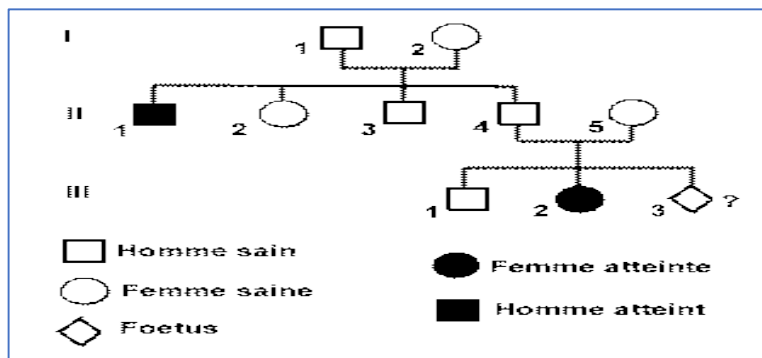 I
1 2
II
1 2 3 4 5
III
1 2 3 ?
Homme sain
Femme atteinte
Femme saine
Homme atteint
Foetus